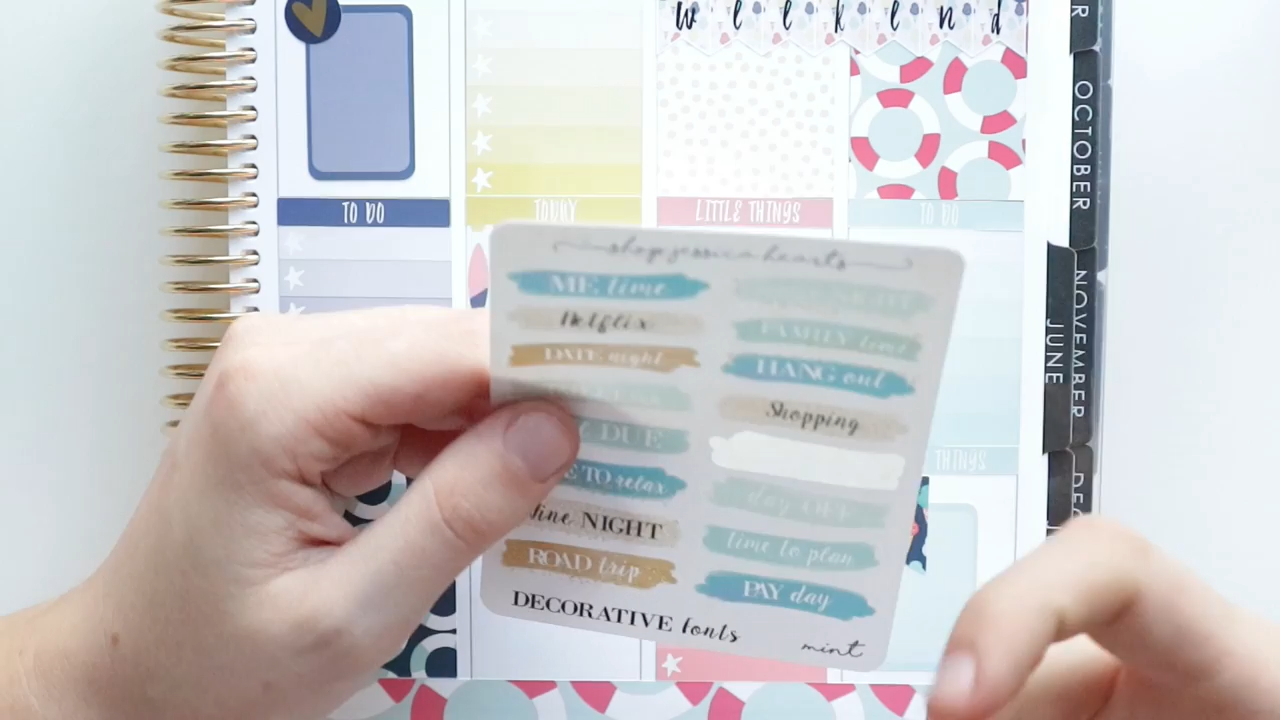 weekend
R
OCTOBER
NOVEMBER
JUNE
TO DO
TODAY
LITTLE THINGS
TO DO
THINGS
shop jessica hearts
ME time
Netflix
DATE night
DUE
TO relax
NIGHT
ROAD trip
FAMILY time
HANG out
Shopping
day OFF
time to plan
PAY day
DECORATIVE fonts
mint